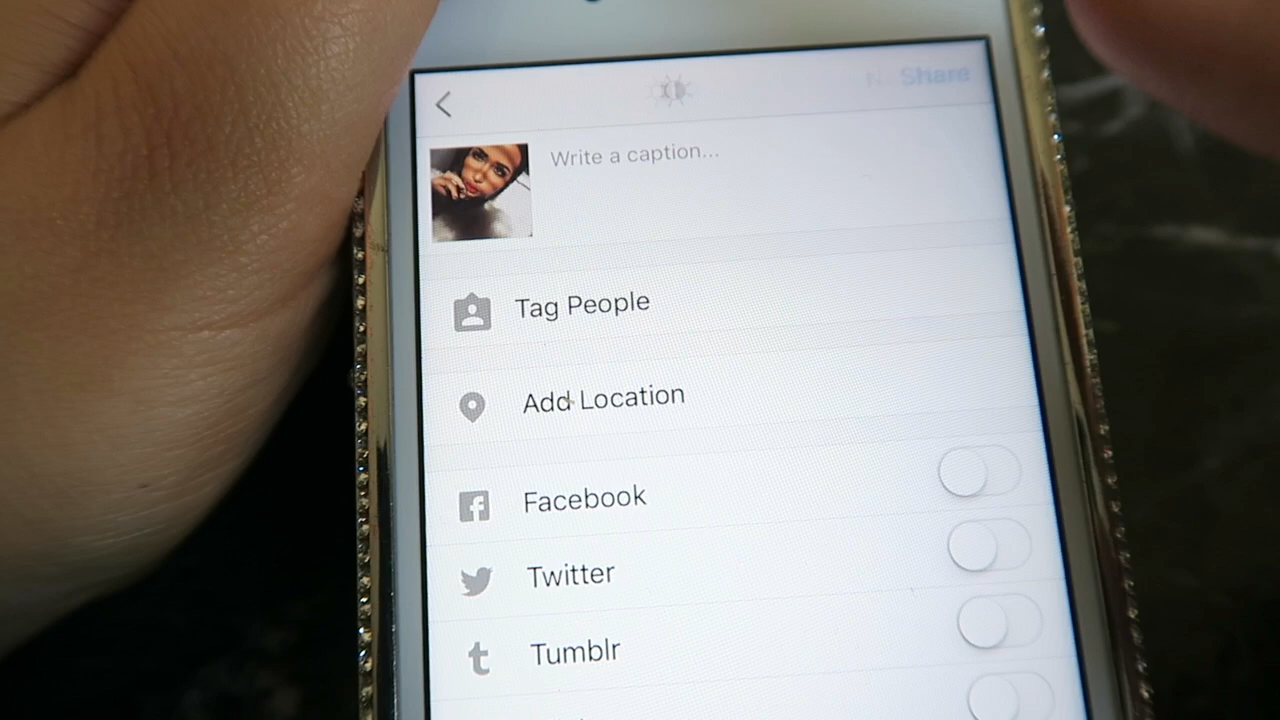 Share
Write a caption...
Tag People
Add Location
Facebook
Twitter
Tumblr